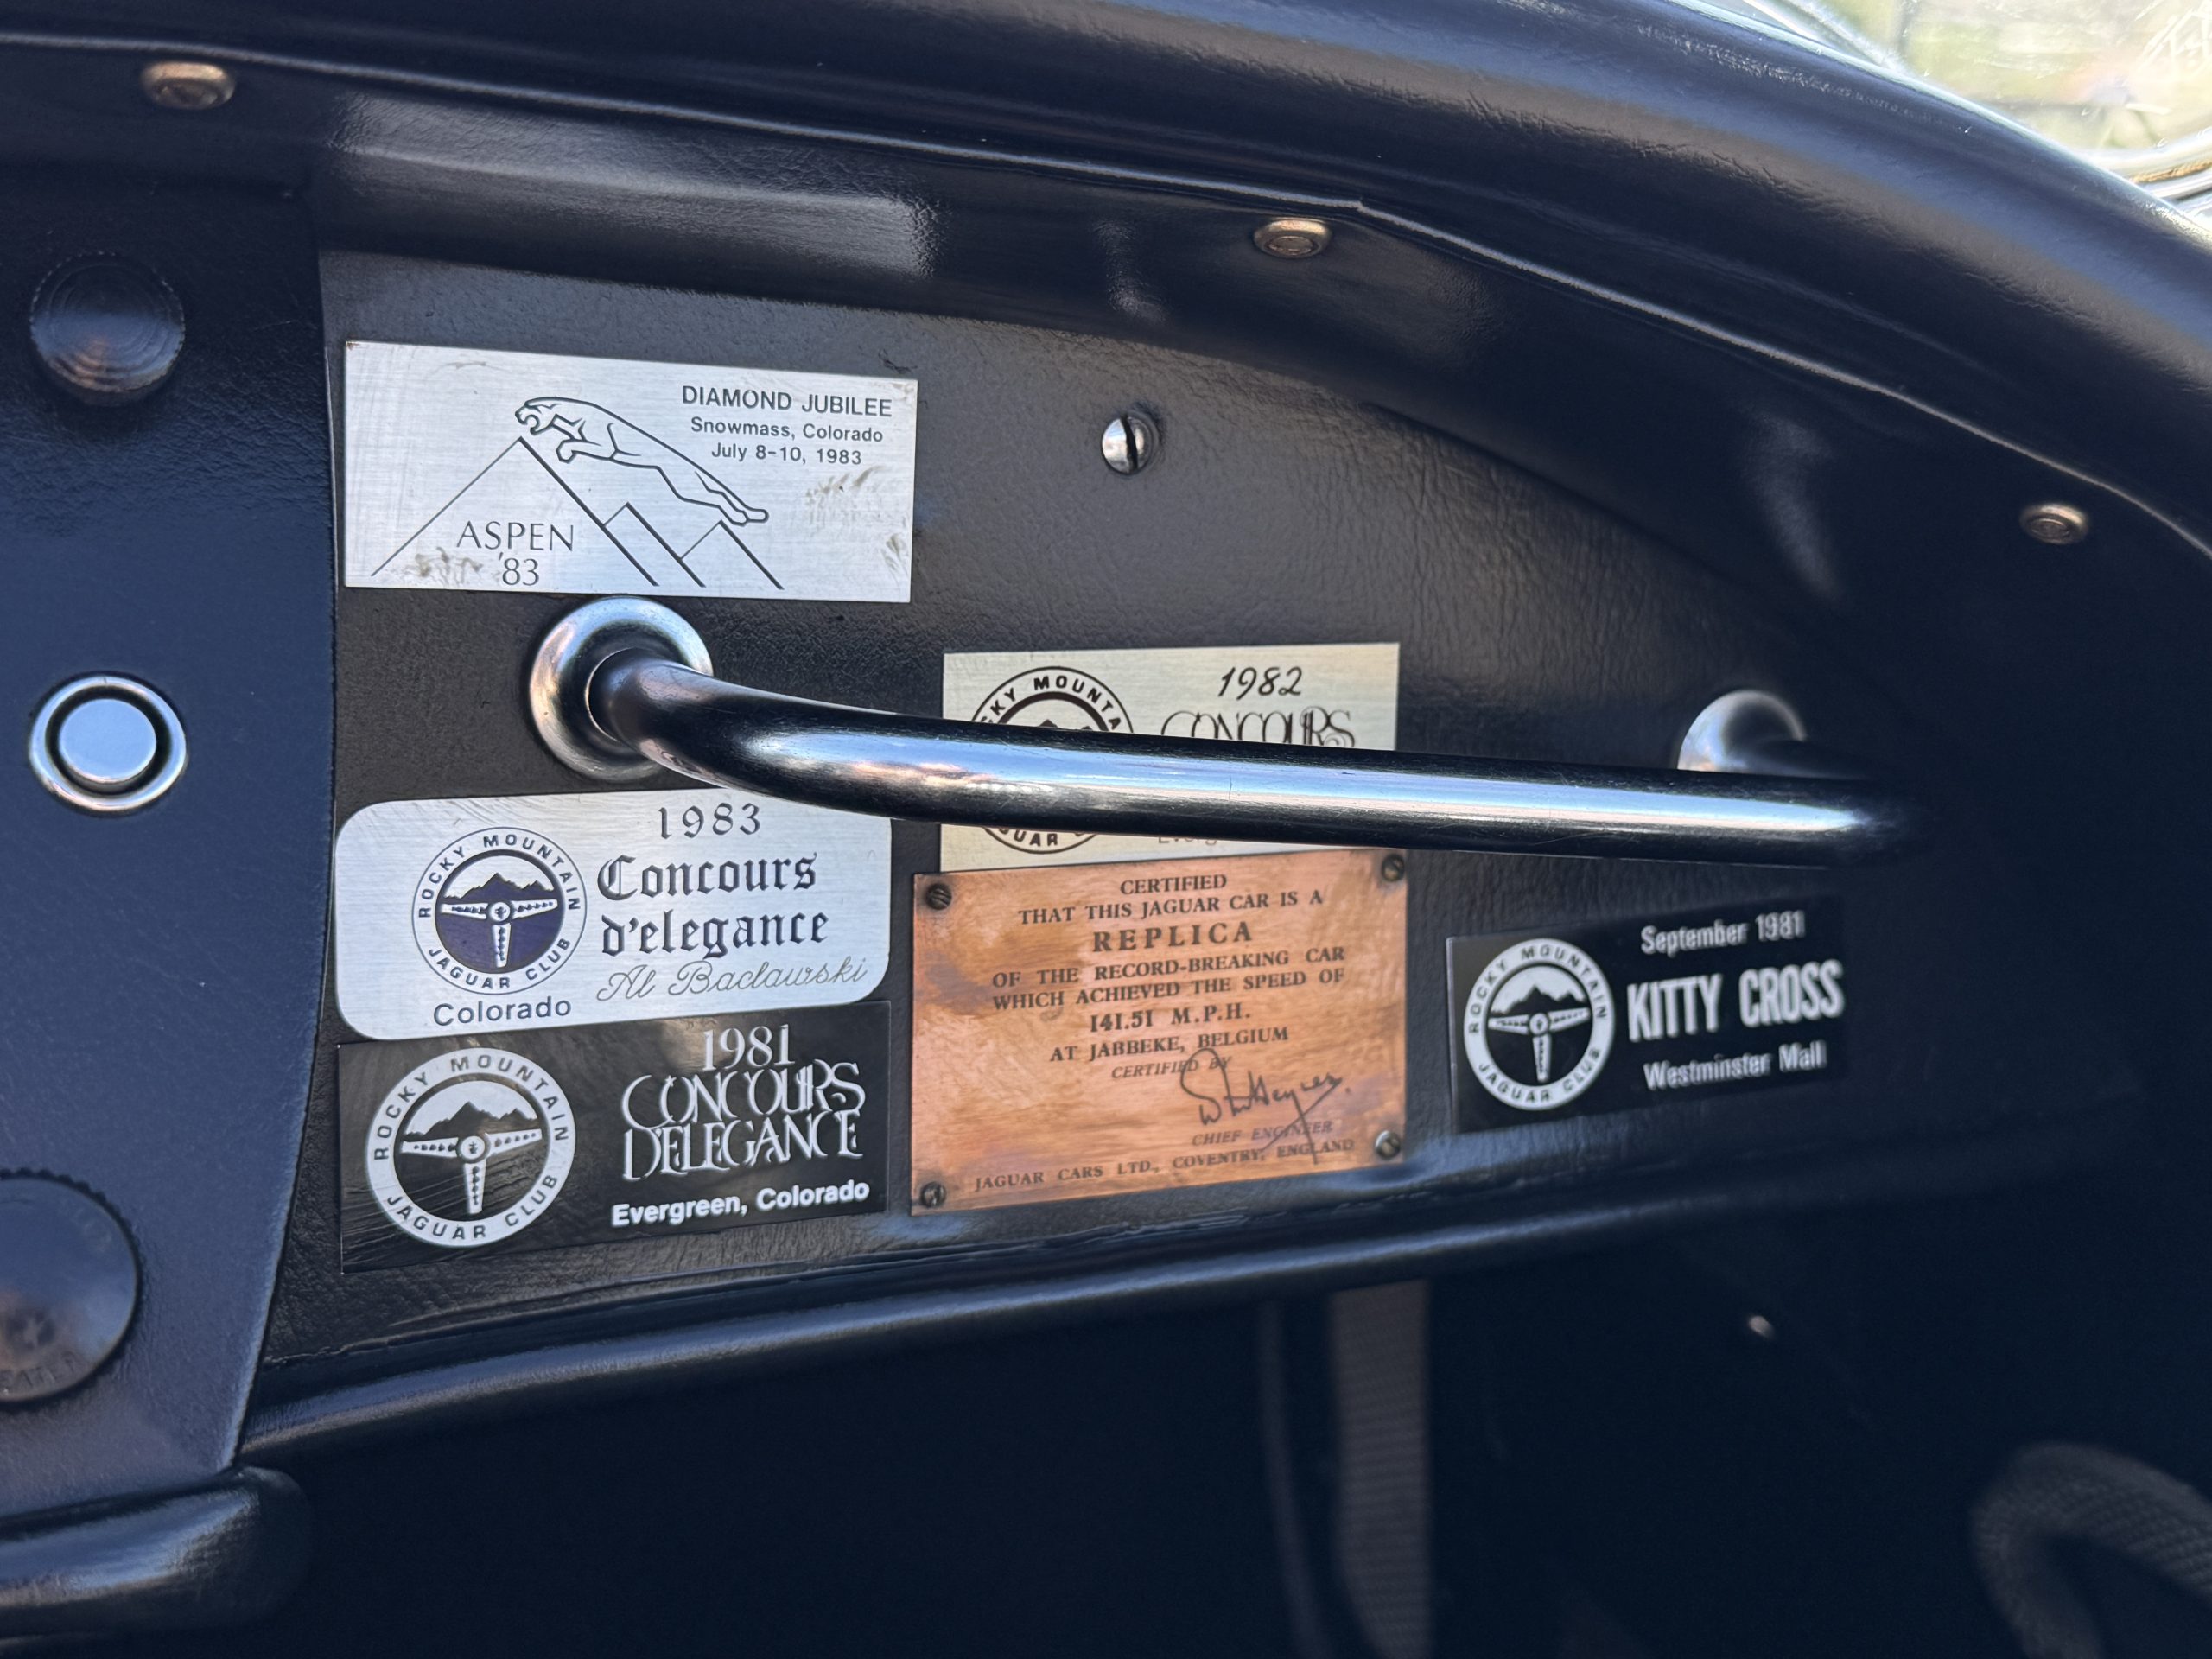 DIAMOND JUBILEE
Snowmass, Colorado
July 8-10, 1983
ASPEN
'83
1982
ROCKY MOUNTAIN
CONCOURS
JAGUAR
1983
ROCKY MOUNTAIN
JAGUAR CLUB
Concours
d'elegance
Al Baclawski
Colorado
1981
ROCKY MOUNTAIN
JAGUAR CLUB
CONCOURS
D'ELEGANCE
Evergreen, Colorado
CERTIFIED
THAT THIS JAGUAR CAR IS A
REPLICA
OF THE RECORD-BREAKING CAR
WHICH ACHIEVED THE SPEED OF
141.51 M.P.H.
AT JABBEKE, BELGIUM
CERTIFIED BY
CHIEF ENGINEER
JAGUAR CARS LTD., COVENTRY, ENGLAND
September 1981
ROCKY MOUNTAIN
JAGUAR CLUB
KITTY CROSS
Westminster Mall